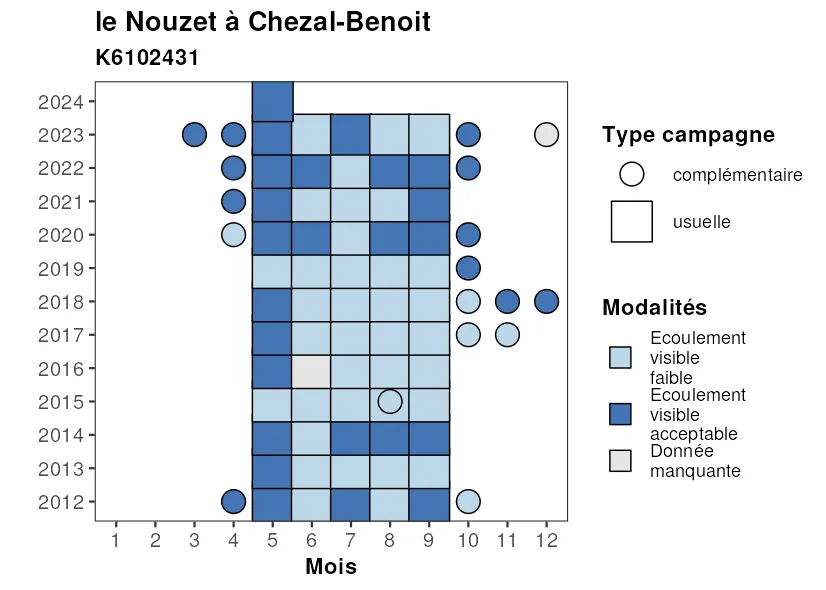 le Nouzet à Chezal-Benoit
K6102431
2024
2023
2022
2021
2020
2019
2018
2017
2016
2015
2014
2013
2012
1 2 3 4 5 6 7 8 9 10 11 12
Mois
Type campagne
complémentaire
usuelle
Modalités
Ecoulement
visible
faible
Ecoulement
visible
acceptable
Donnée
manquante